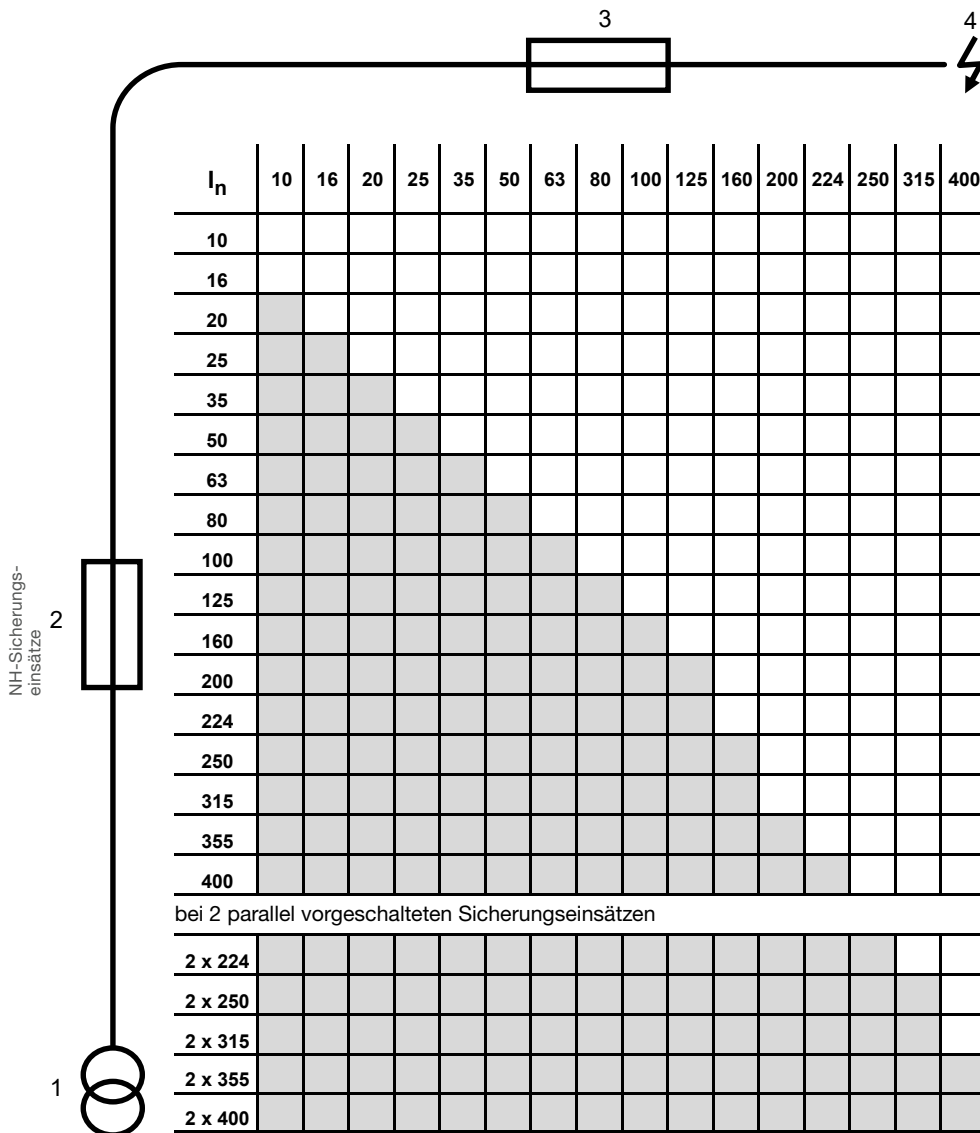 3
4
In 10 16 20 25 35 50 63 80 100 125 160 200 224 250 315 400
10
16
20
25
35
50
63
80
100
125
160
200
224
250
315
355
400
NH-Sicherungs-
einsätze
2
bei 2 parallel vorgeschalteten Sicherungseinsätzen
2 x 224
2 x 250
2 x 315
2 x 355
2 x 400
1